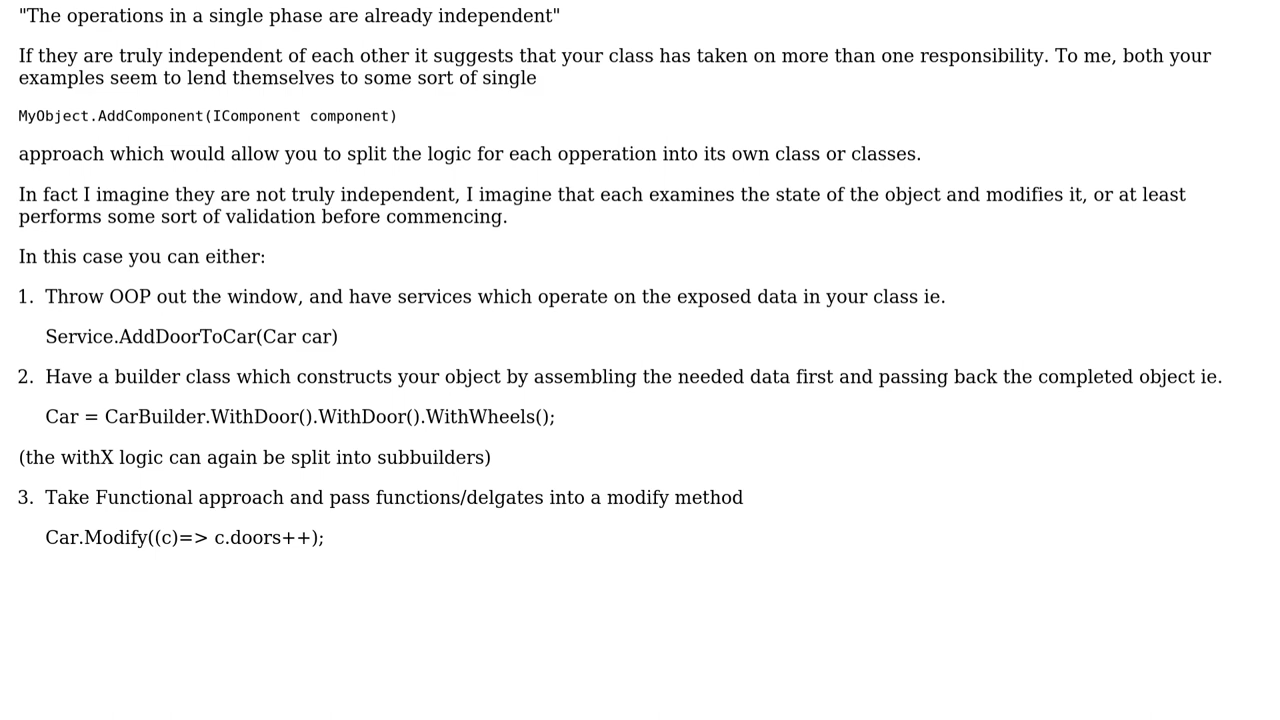 "The operations in a single phase are already independent"
If they are truly independent of each other it suggests that your class has taken on more than one responsibility. To me, both your
examples seem to lend themselves to some sort of single
MyObject.AddComponent(IComponent component)
approach which would allow you to split the logic for each opperation into its own class or classes.
In fact I imagine they are not truly independent, I imagine that each examines the state of the object and modifies it, or at least
performs some sort of validation before commencing.
In this case you can either:
1. Throw OOP out the window, and have services which operate on the exposed data in your class ie.
Service.AddDoorToCar(Car car)
2. Have a builder class which constructs your object by assembling the needed data first and passing back the completed object ie.
Car = CarBuilder.WithDoor().WithDoor().WithWheels();
(the withX logic can again be split into subbuilders)
3. Take Functional approach and pass functions/delgates into a modify method
Car.Modify((c)=> c.doors++);